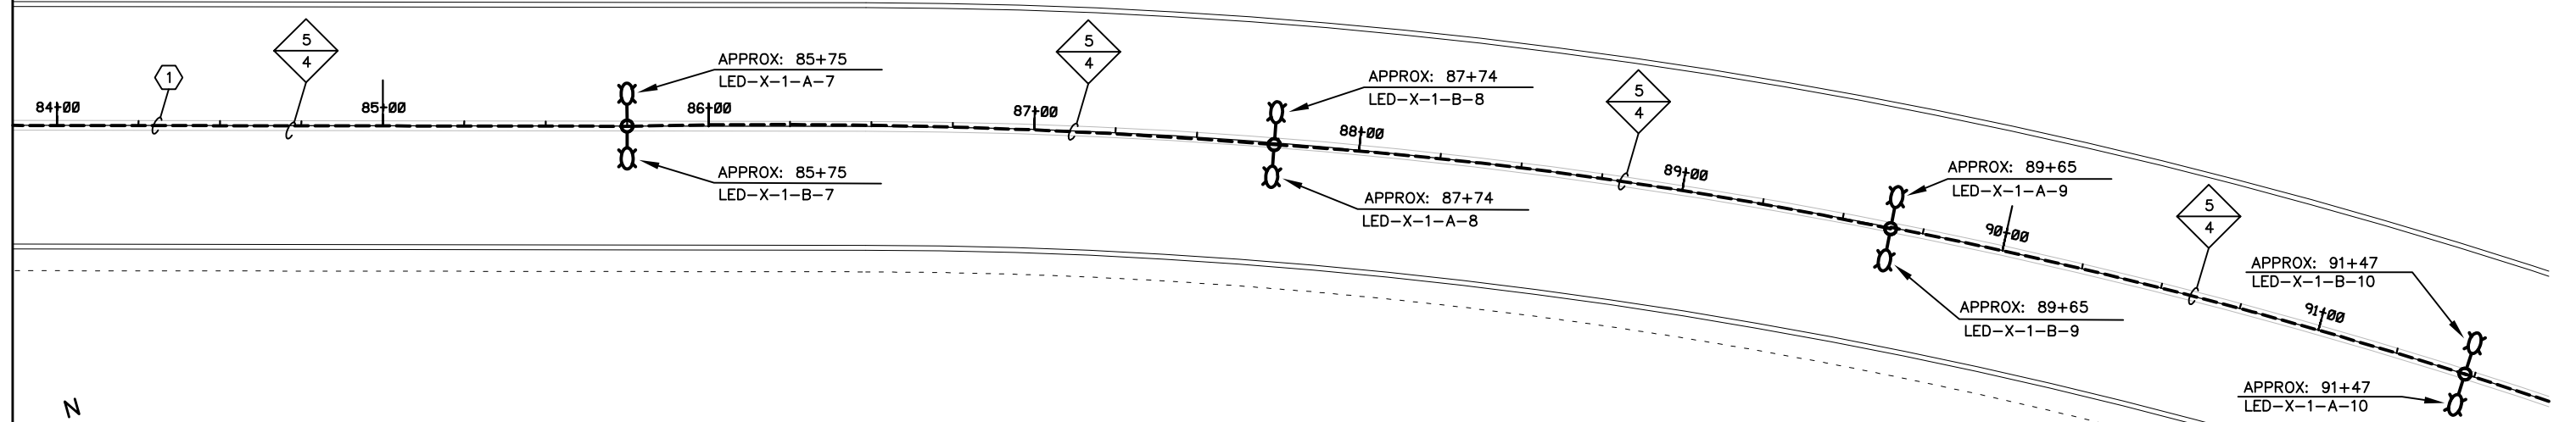 5
4
1
84+00
85+00
APPROX: 85+75
LED-X-1-A-7
86+00
APPROX: 85+75
LED-X-1-B-7
87+00
5
4
APPROX: 87+74
LED-X-1-B-8
88+00
APPROX: 87+74
LED-X-1-A-8
5
4
89+00
APPROX: 89+65
LED-X-1-A-9
90+00
APPROX: 89+65
LED-X-1-B-9
5
4
91+00
APPROX: 91+47
LED-X-1-B-10
APPROX: 91+47
LED-X-1-A-10
N